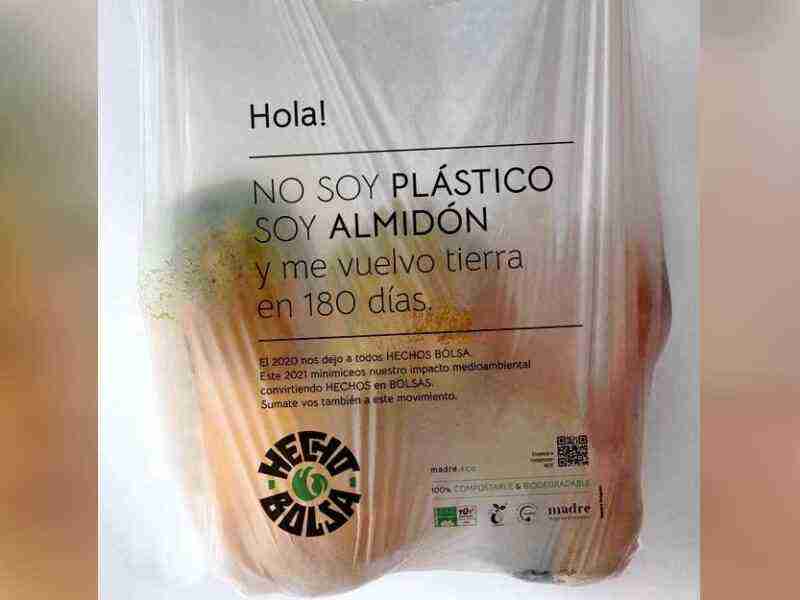 Hola!
NO SOY PLÁSTICO
SOY ALMIDÓN
y me vuelvo tierra
en 180 días.
El 2020 nos dejo a todos HECHOS BOLSA.
Este 2021 minimiceos nuestro impacto medioambiental
convirtiendo HECHOS en BOLSAS.
Sumate vos también a este movimiento.
HECHO
BOLSA
madre.eco
100% COMPOSTABLE & BIODEGRADABLE
madre